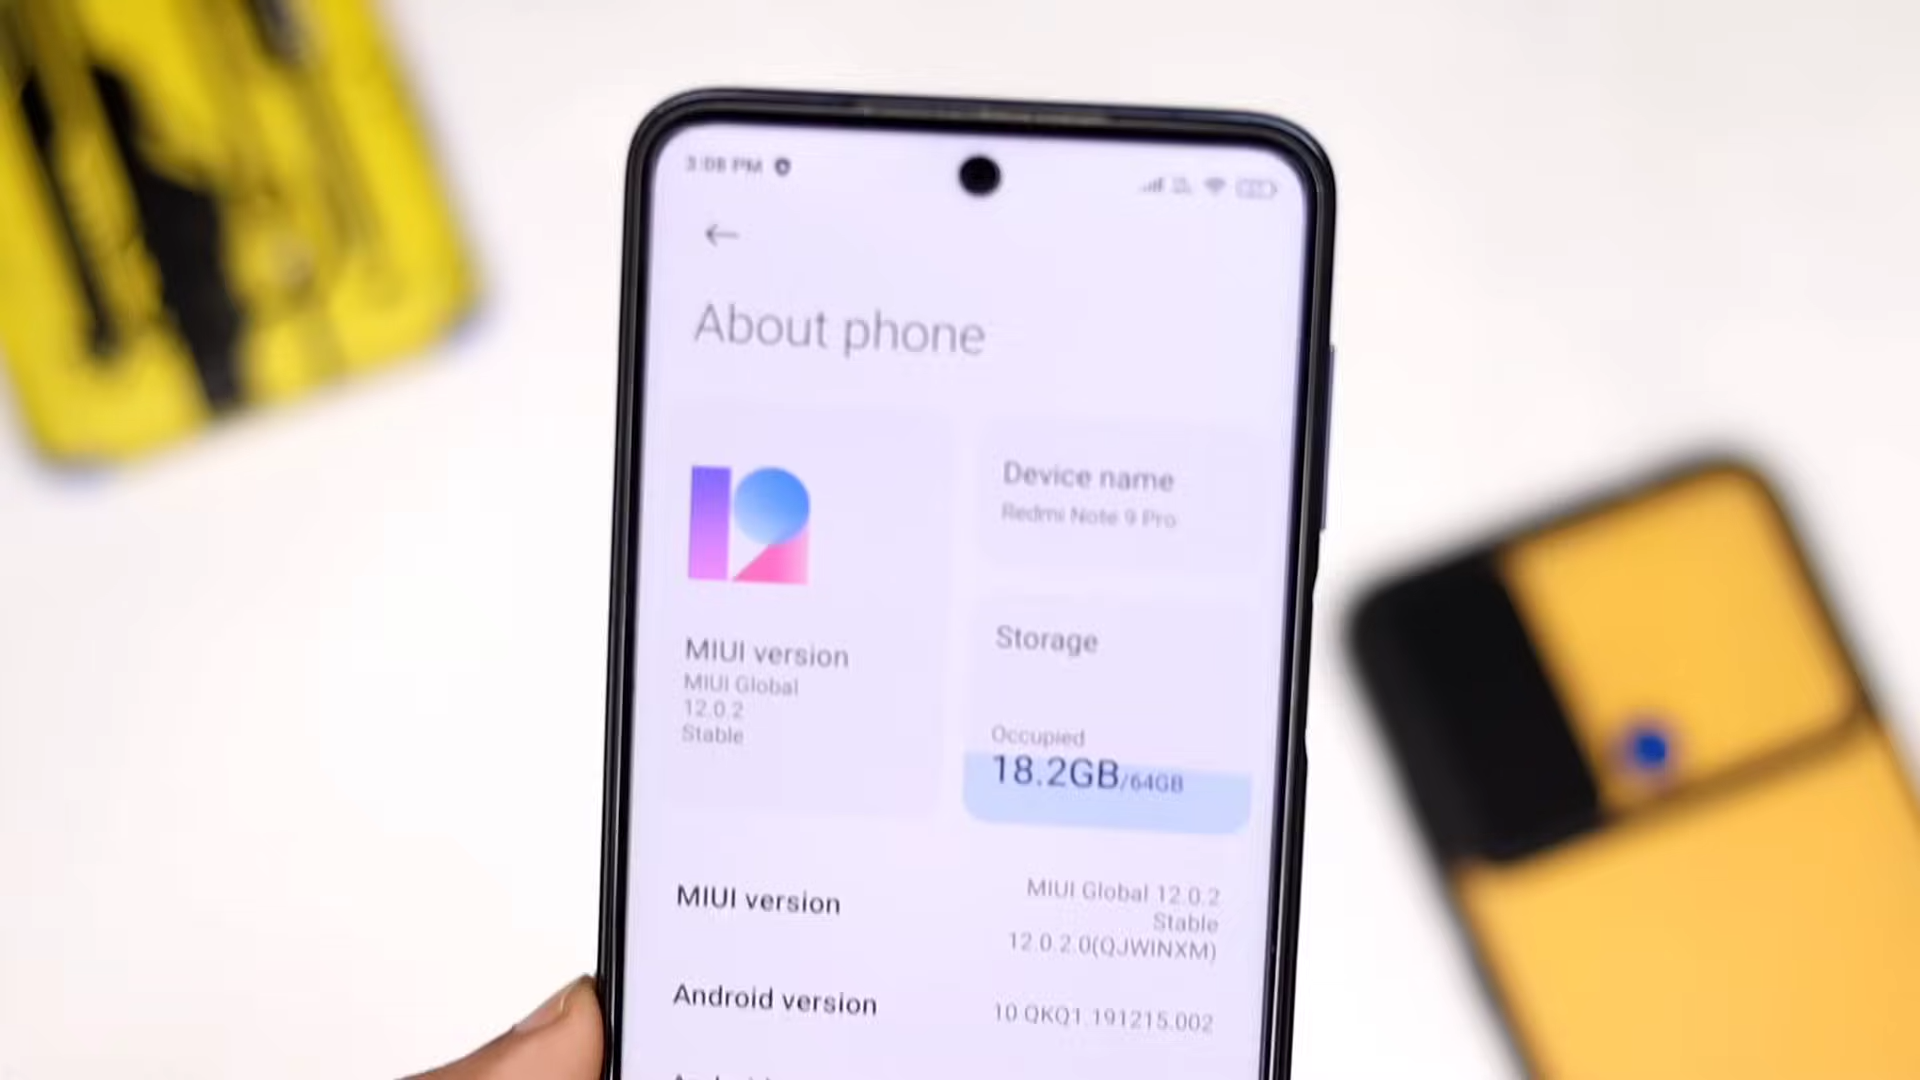 3:08 PM
About phone
12
MIUI version
MIUI Global
12.0.2
Stable
Device name
Redmi Note 9 Pro
Storage
Occupied
18.2GB/64GB
MIUI version
MIUI Global 12.0.2
Stable
12.0.2.0(QJWINXM)
Android version
10 QKQ1.191215.002